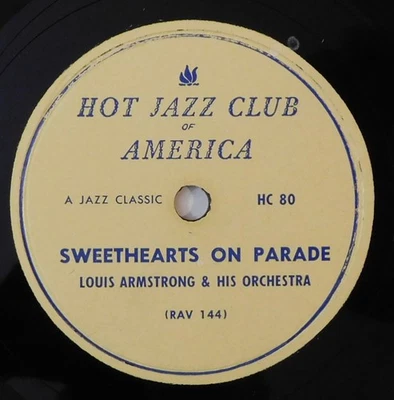 HOT JAZZ CLUB
OF
AMERICA
A JAZZ CLASSIC HC 80
SWEETHEARTS ON PARADE
LOUIS ARMSTRONG & HIS ORCHESTRA
(RAV 144)